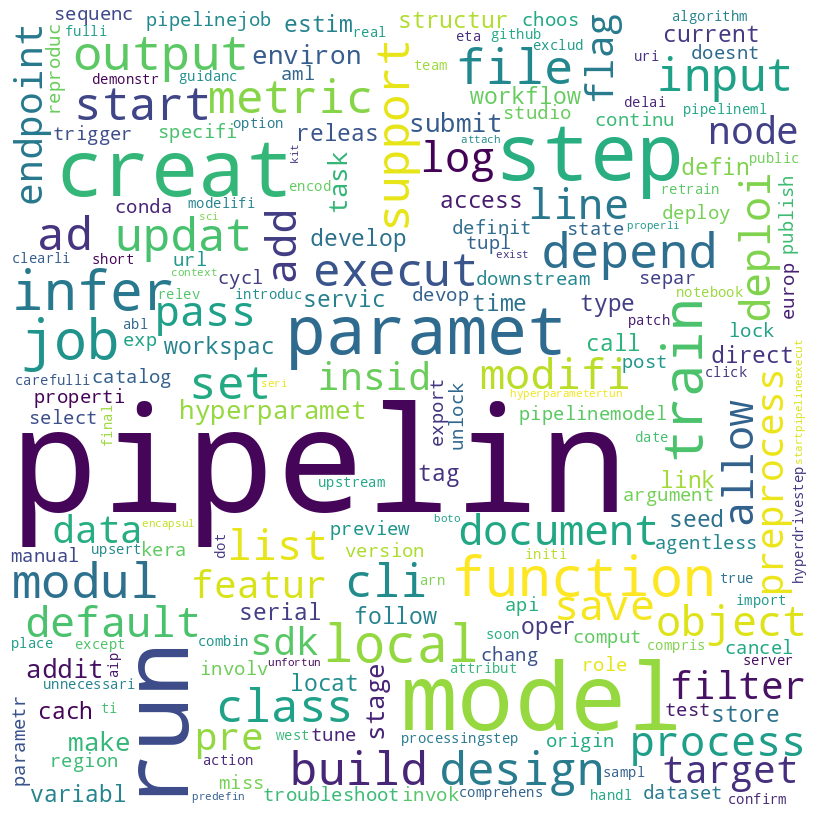 sequenc
pipelinejob
estim
real
structur
choos
algorithm
fulli
eta
github
current
output
environ
exclud
doesnt
reproduc
demonstr
guidanc
aml
team
file
flag
uri
input
endpoint
start
metric
support
workflow
delai
studio
continu
pipelineml
trigger
specifi
option
releas
submit
attach
step
node
creat
kit
task
log
defin
public
encod
access
retrain
conda
modelifi
line
deploy
publish
deploi
ad
updat
sci
add
develop
definit
state
properli
tupl
exist
depend
clearli
short
url
context
execut
downstream
separ
europ
infer
cycl
relev
introduc
servic
devop
time
type
notebook
abl
pass
patch
lock
job
exp
workspac
paramet
call
post
direct
click
train
carefulli
catalog
set
seri
insid
modifi
hyperparametertun
properti
select
final
hyperparamet
export
unlock
pipelinemodel
date
allow
preprocess
startpipelineexecut
pipelin
tag
link
argument
upstream
hyperdrivestep
data
encapsul
boto
document
seed
list
preview
agentless
manual
upsert
kera
dot
version
arn
initi
true
modul
featur
cli
function
save
api
import
default
serial
follow
object
place
except
combin
sdk
local
soon
oper
comput
compris
cancel
server
unnecessari
aip
addit
involv
unfortun
locat
stage
attribut
chang
role
filter
test
store
parametr
cach
ti
run
class
model
make
pre
west
tune
processingstep
origin
process
region
action
build
design
sampl
target
variabl
miss
predefin
troubleshoot
invok
comprehens
handl
dataset
confirm